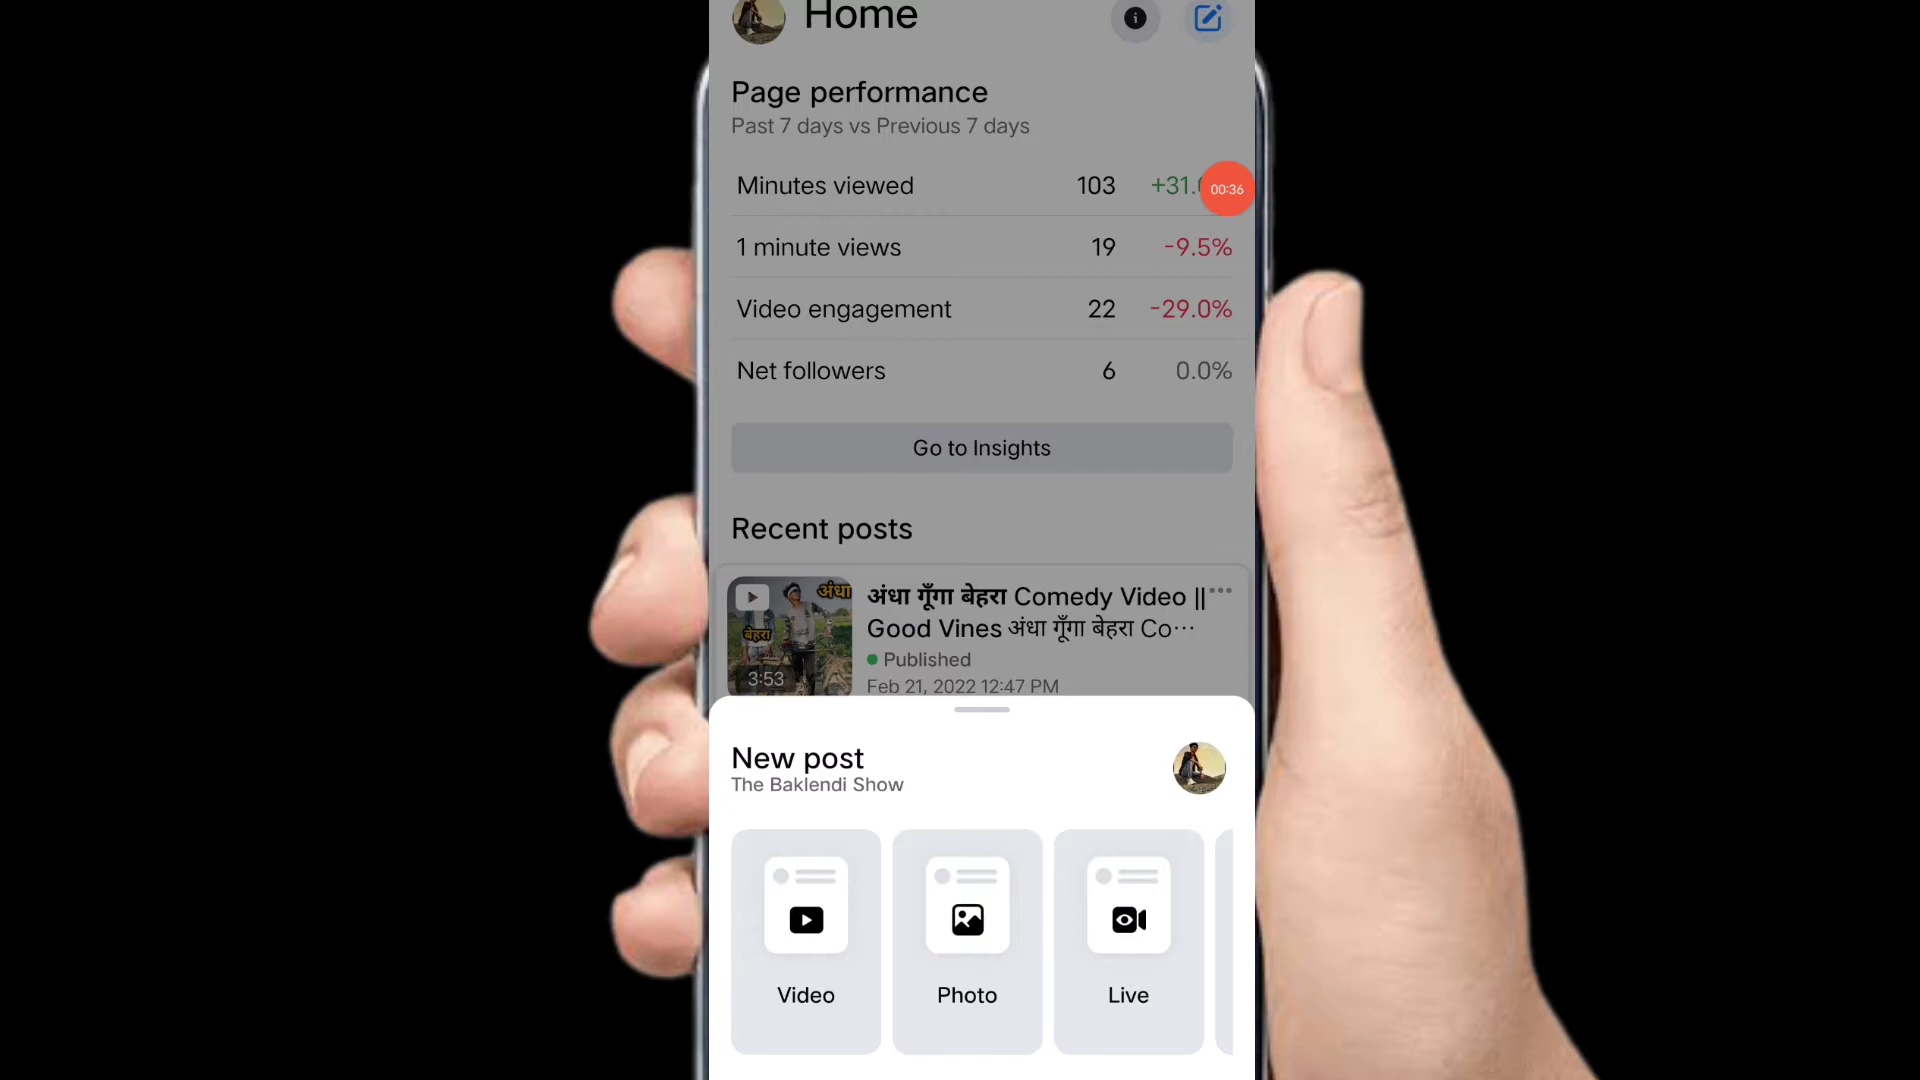 Home
Page performance
Past 7 days vs Previous 7 days
Minutes viewed 103 +31.
00:36
1 minute views 19 -9.5%
Video engagement 22 -29.0%
Net followers 6 0.0%
Go to Insights
Recent posts
अंधा
बेहरा
3:53
अंधा गूँगा बेहरा Comedy Video ||
Good Vines अंधा गूँगा बेहरा Co...
Published
Feb 21, 2022 12:47 PM
New post
The Baklendi Show
Video Photo Live